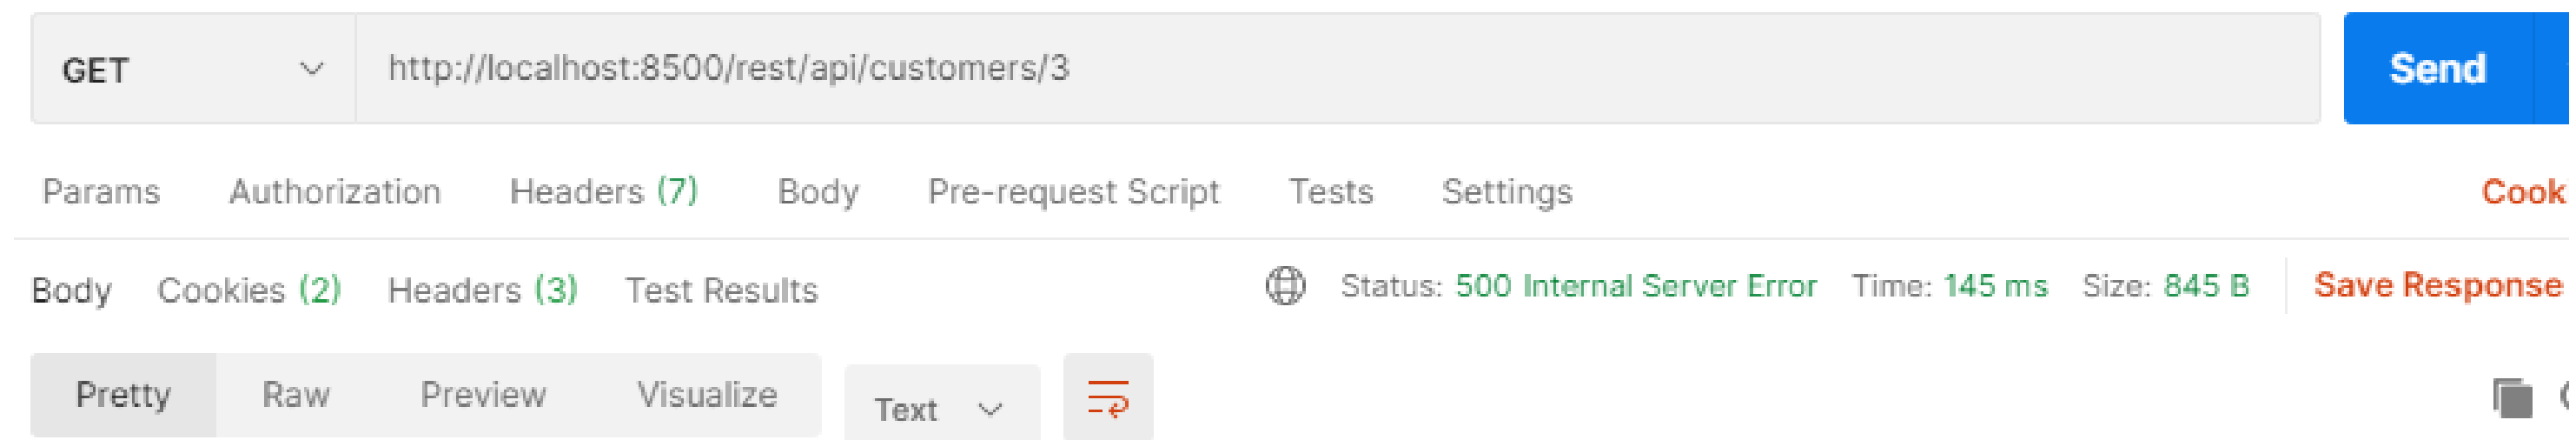 GET http://localhost:8500/rest/api/customers/3 Send
Params Authorization Headers (7) Body Pre-request Script Tests Settings Cook
Body Cookies (2) Headers (3) Test Results Status: 500 Internal Server Error Time: 145 ms Size: 845 B Save Response
Pretty Raw Preview Visualize Text